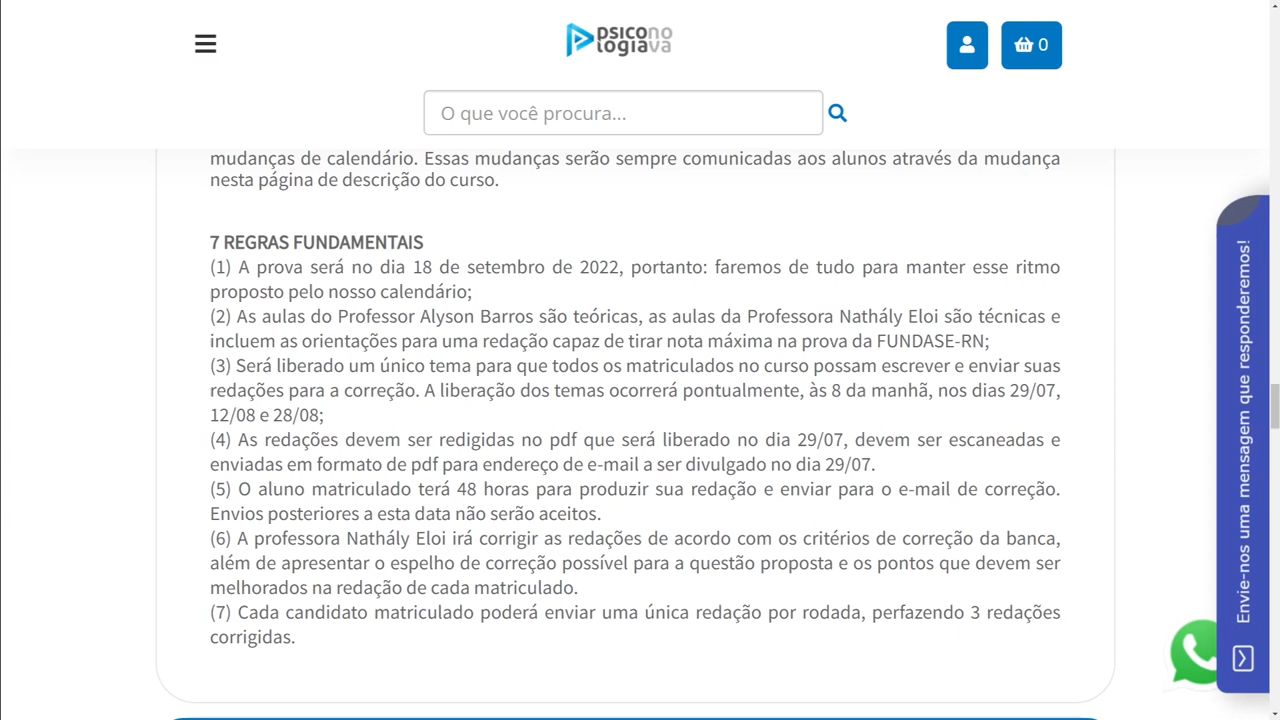 psicono
logiava
0
O que você procura...
mudanças de calendário. Essas mudanças serão sempre comunicadas aos alunos através da mudança
nesta página de descrição do curso.
7 REGRAS FUNDAMENTAIS
(1) A prova será no dia 18 de setembro de 2022, portanto: faremos de tudo para manter esse ritmo
proposto pelo nosso calendário;
(2) As aulas do Professor Alyson Barros são teóricas, as aulas da Professora Nathály Eloi são técnicas e
incluem as orientações para uma redação capaz de tirar nota máxima na prova da FUNDASE-RN;
(3) Será liberado um único tema para que todos os matriculados no curso possam escrever e enviar suas
redações para a correção. A liberação dos temas ocorrerá pontualmente, às 8 da manhã, nos dias 29/07,
12/08 e 28/08;
(4) As redações devem ser redigidas no pdf que será liberado no dia 29/07, devem ser escaneadas e
enviadas em formato de pdf para endereço de e-mail a ser divulgado no dia 29/07.
(5) O aluno matriculado terá 48 horas para produzir sua redação e enviar para o e-mail de correção.
Envios posteriores a esta data não serão aceitos.
(6) A professora Nathály Eloi irá corrigir as redações de acordo com os critérios de correção da banca,
além de apresentar o espelho de correção possível para a questão proposta e os pontos que devem ser
melhorados na redação de cada matriculado.
(7) Cada candidato matriculado poderá enviar uma única redação por rodada, perfazendo 3 redações
corrigidas.
Envie-nos uma mensagem que responderemos!